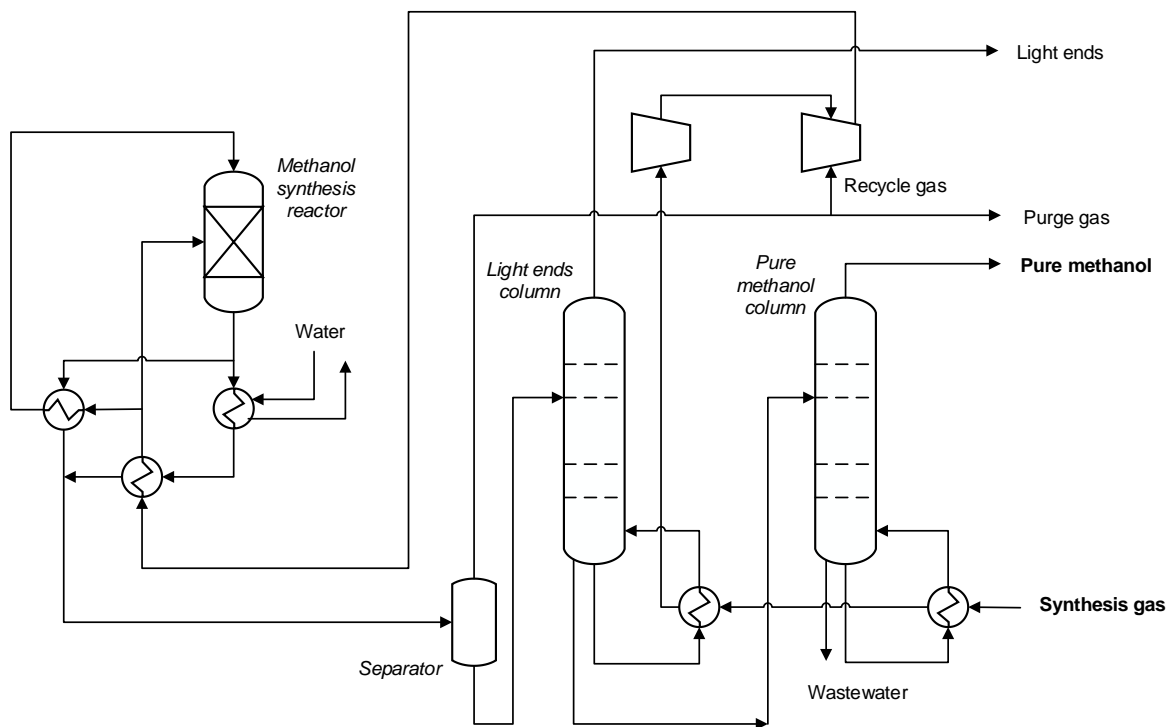 Light ends
Methanol
synthesis
reactor
Recycle gas
Purge gas
Light ends
column
Pure
methanol
column
Pure methanol
Water
Synthesis gas
Separator
Wastewater